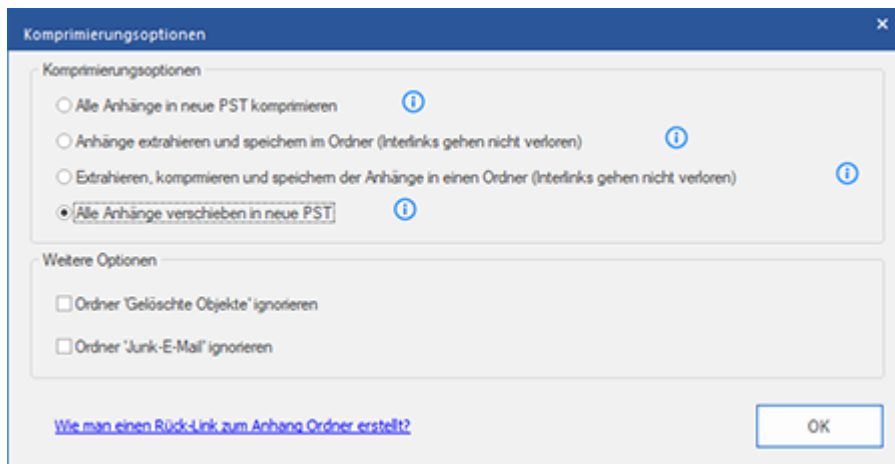 Komprimierungsoptionen
Komprimierungsoptionen
Alle Anhänge in neue PST komprimieren
Anhänge extrahieren und speichern im Ordner (Interlinks gehen nicht verloren)
Extrahieren, komprmieren und speichern der Anhänge in einen Ordner (Interlinks gehen nicht verloren)
Alle Anhänge verschieben in neue PST
Weitere Optionen
Ordner 'Gelöschte Objekte' ignorieren
Ordner 'Junk-E-Mail' ignorieren
Wie man einen Rück-Link zum Anhang Ordner erstellt?
OK